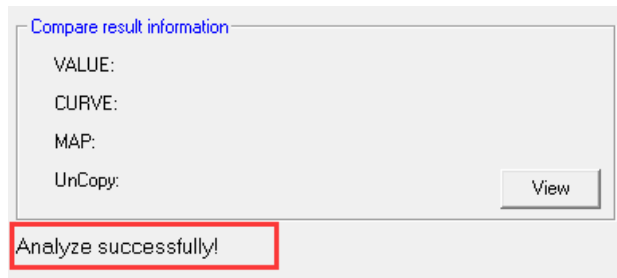 Compare result information
VALUE:
CURVE:
MAP:
UnCopy:
View
Analyze successfully!